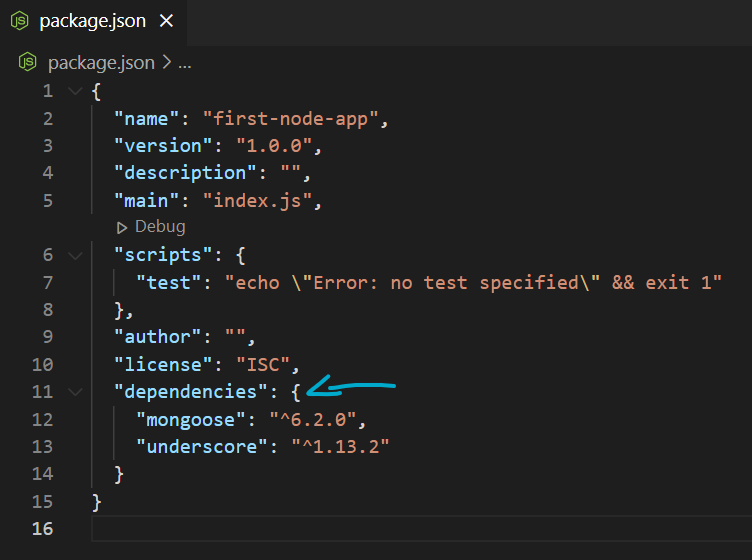 package.json
package.json > ...
1 {
2 "name": "first-node-app",
3 "version": "1.0.0",
4 "description": "",
5 "main": "index.js",
Debug
6 "scripts": {
7 "test": "echo \"Error: no test specified\" && exit 1"
8 },
9 "author": "",
10 "license": "ISC",
11 "dependencies": {
12 "mongoose": "^6.2.0",
13 "underscore": "^1.13.2"
14 }
15 }
16